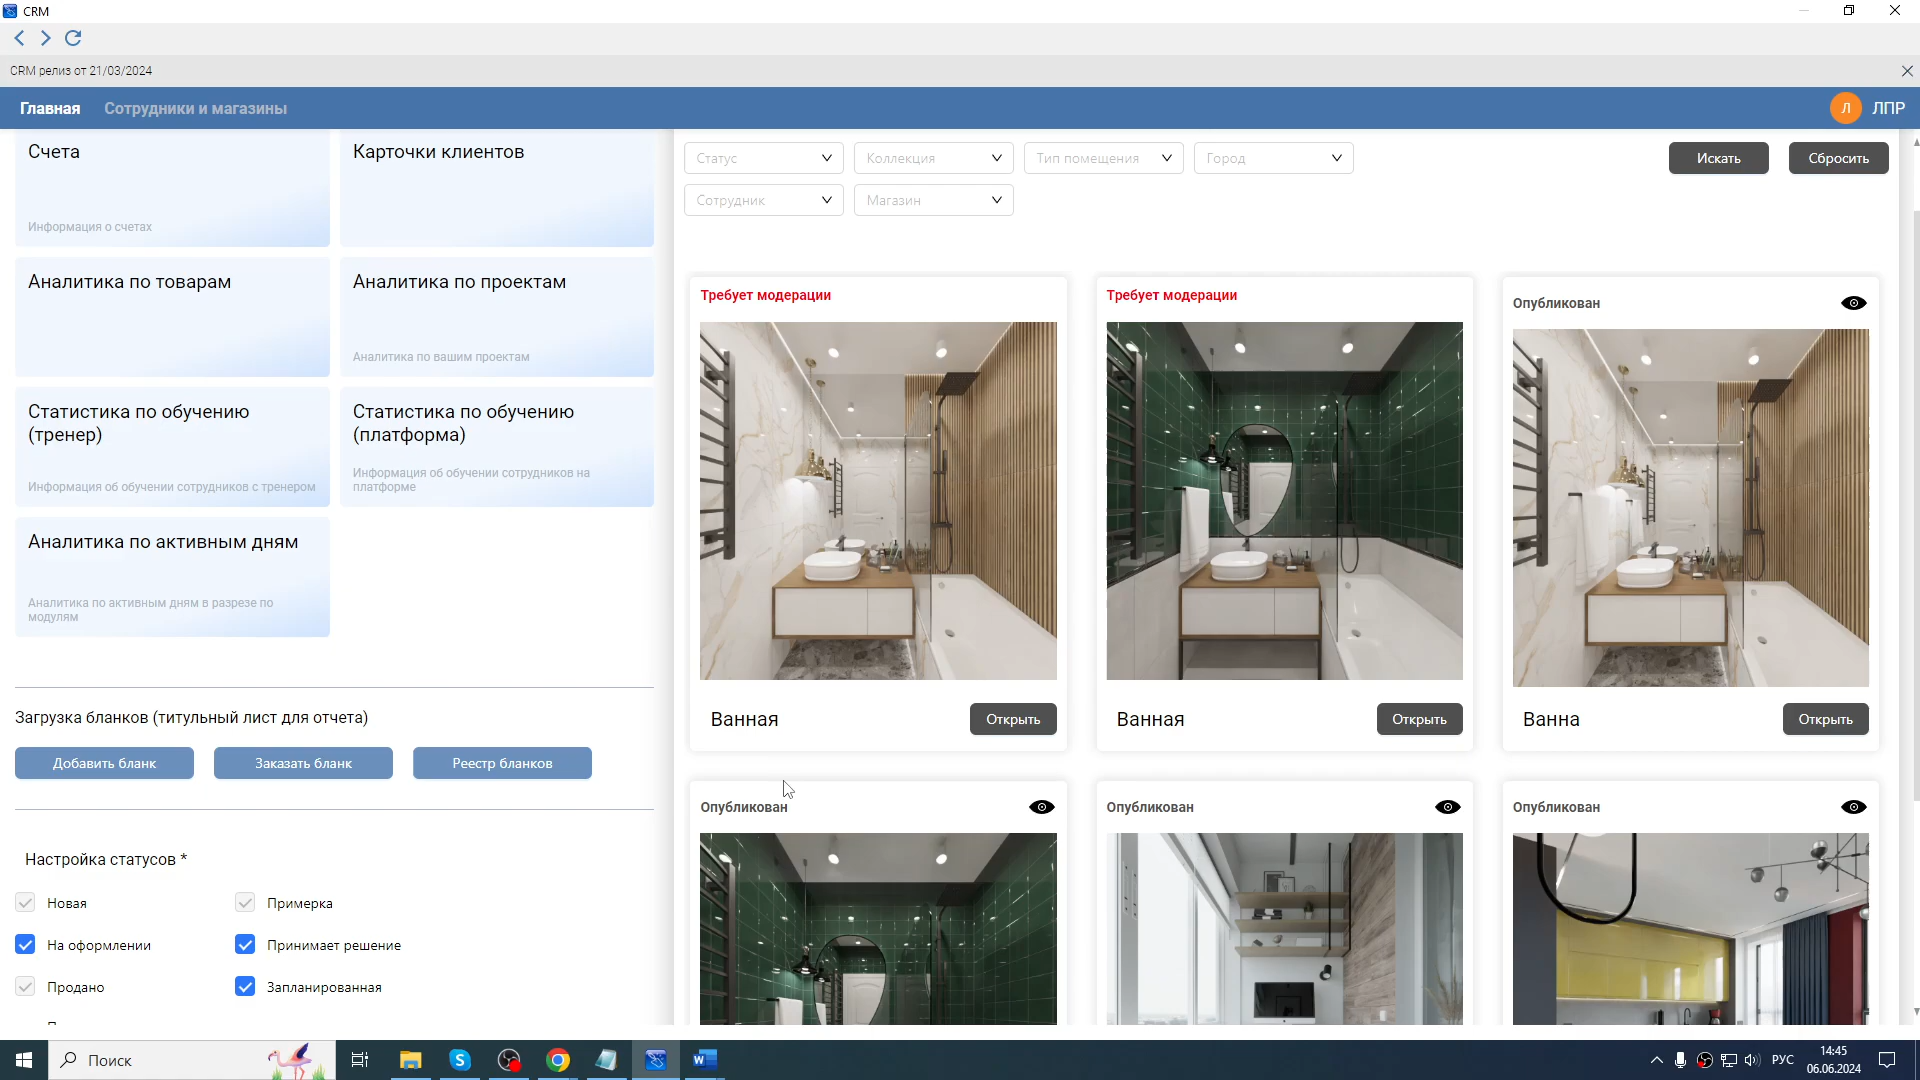 CRM
CRM релиз от 21/03/2024
Главная
Сотрудники и магазины
Л
ЛПР
Счета
Информация о счетах
Карточки клиентов
Аналитика по товарам
Аналитика по проектам
Аналитика по вашим проектам
Статистика по обучению
(тренер)
Информация об обучении сотрудников с тренером
Статистика по обучению
(платформа)
Информация об обучении сотрудников на
платформе
Аналитика по активным дням
Аналитика по активным дням в разрезе по
модулям
Загрузка бланков (титульный лист для отчета)
Добавить бланк
Заказать бланк
Реестр бланков
Настройка статусов *
Новая
Примерка
На оформлении
Принимает решение
Продано
Запланированная
Статус
Коллекция
Тип помещения
Город
Искать
Сбросить
Сотрудник
Магазин
Требует модерации
Требует модерации
Опубликован
Ванная
Открыть
Ванная
Открыть
Ванна
Открыть
Опубликован
Опубликован
Опубликован
Поиск
РУС
14:45
06.06.2024